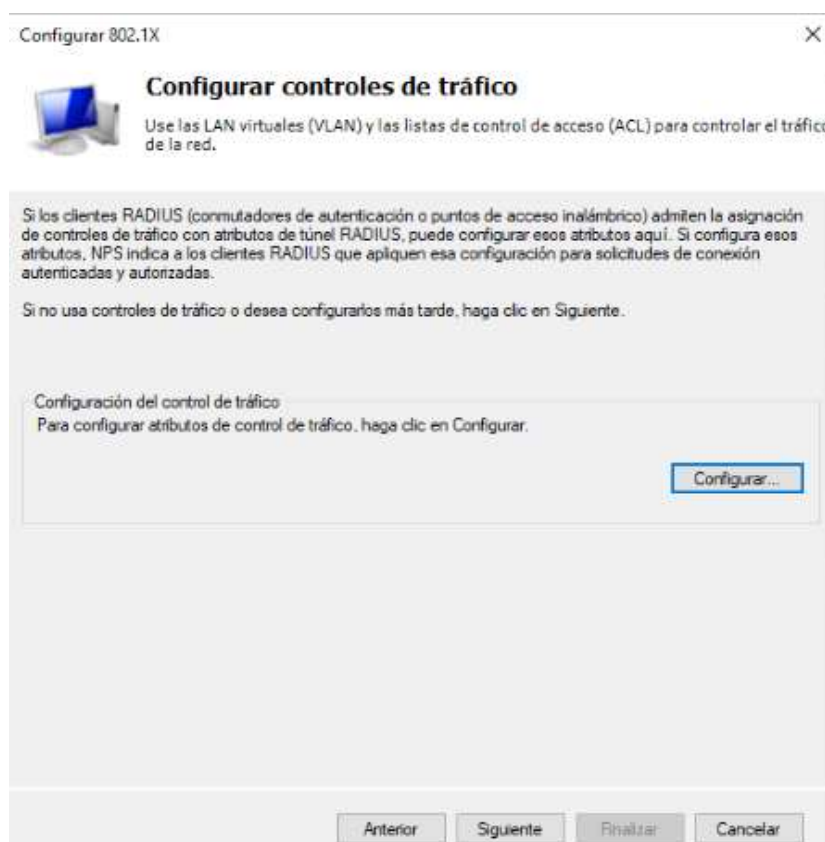 Configurar 802.1X
Configurar controles de tráfico
Use las LAN virtuales (VLAN) y las listas de control de acceso (ACL) para controlar el tráfico
de la red.
Si los clientes RADIUS (conmutadores de autenticación o puntos de acceso inalámbrico) admiten la asignación
de controles de tráfico con atributos de túnel RADIUS, puede configurar esos atributos aquí. Si configura esos
atributos, NPS indica a los clientes RADIUS que apliquen esa configuración para solicitudes de conexión
autenticadas y autorizadas.
Si no usa controles de tráfico o desea configurarlos más tarde, haga clic en Siguiente.
Configuración del control de tráfico
Para configurar atributos de control de tráfico, haga clic en Configurar.
Configurar...
Anterior Siguiente Finalizar Cancelar